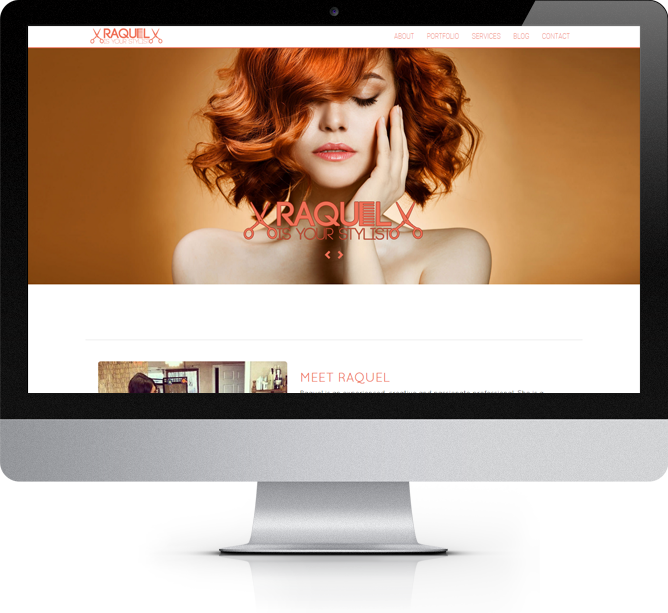 RAQUEL
IS YOUR STYLIST
ABOUT PORTFOLIO SERVICES BLOG CONTACT
RAQUEL
IS YOUR STYLIST
MEET RAQUEL
Raquel is an experienced, creative and passionate professional. She is a